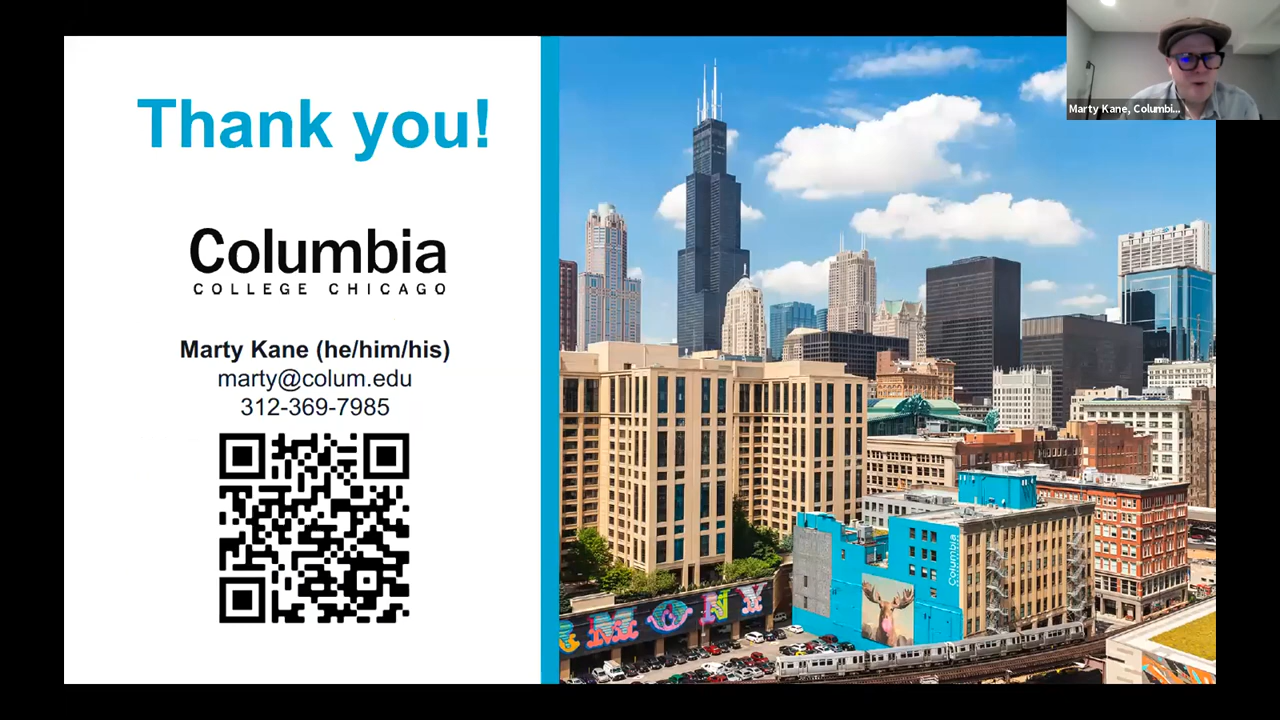 Thank you!
Columbia
COLLEGE CHICAGO
Marty Kane (he/him/his)
marty@colum.edu
312-369-7985
Marty Kane, Columbi...
Columbia